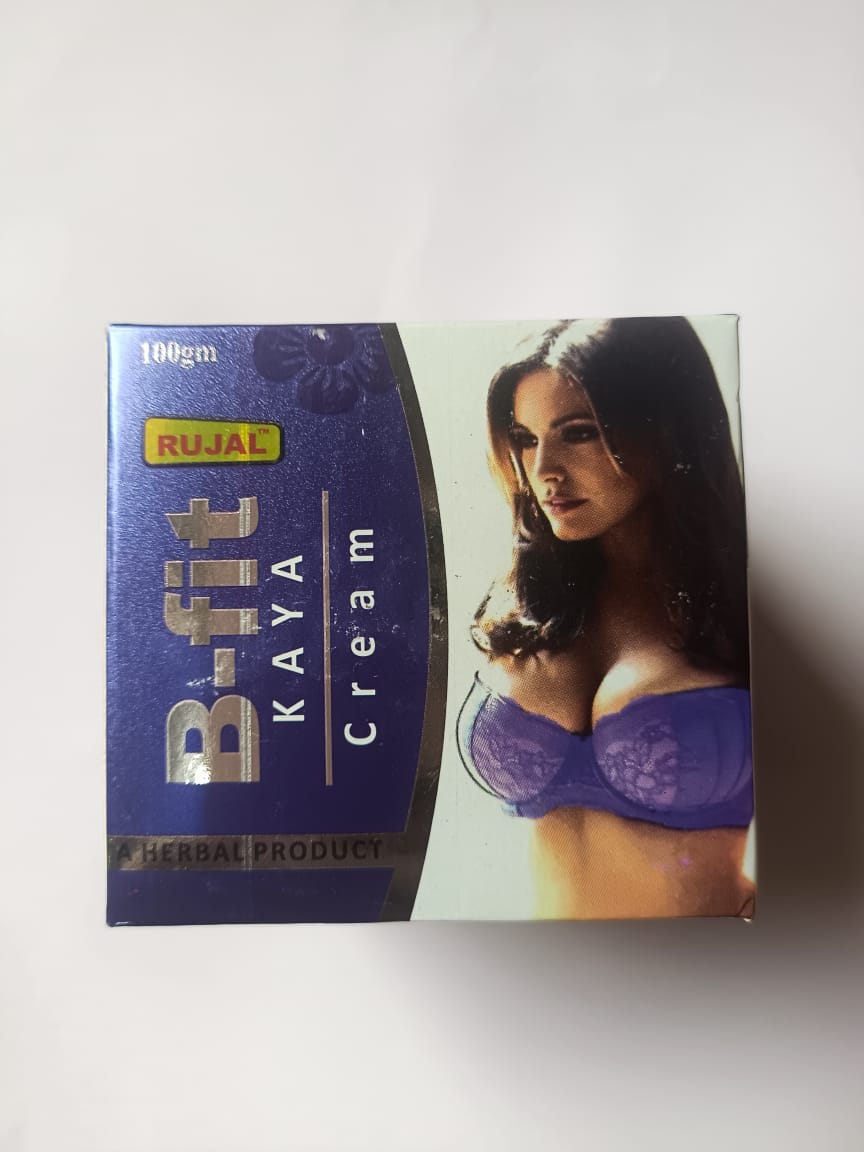 100gm
RUJAL™
B-fit
KAYA
Cream
A HERBAL PRODUCT